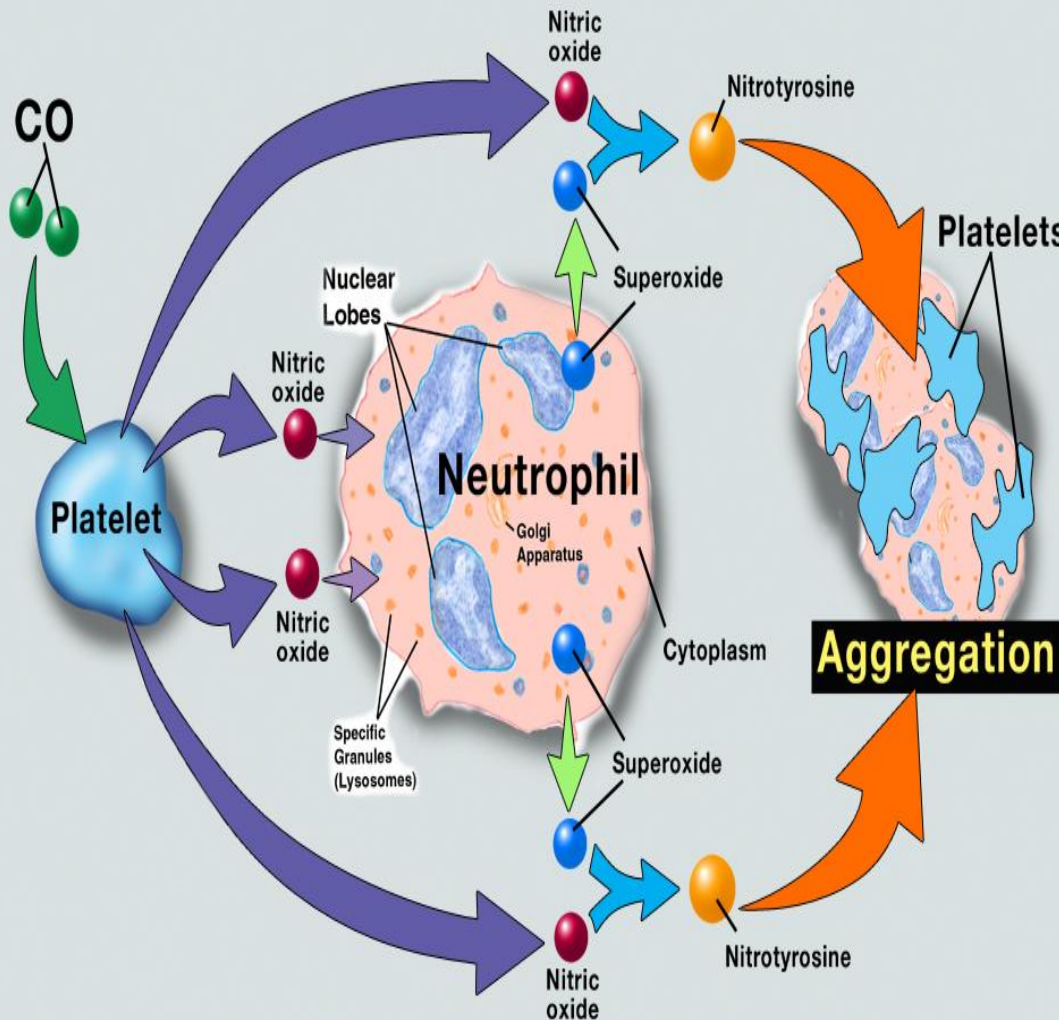 Nitric
oxide
Nitrotyrosine
CO
Platelets
Superoxide
Nuclear
Lobes
Nitric
oxide
Neutrophil
Platelet
Golgi
Apparatus
Nitric
oxide
Cytoplasm
Aggregation
Specific
Granules
(Lysosomes)
Superoxide
Nitrotyrosine
Nitric
oxide